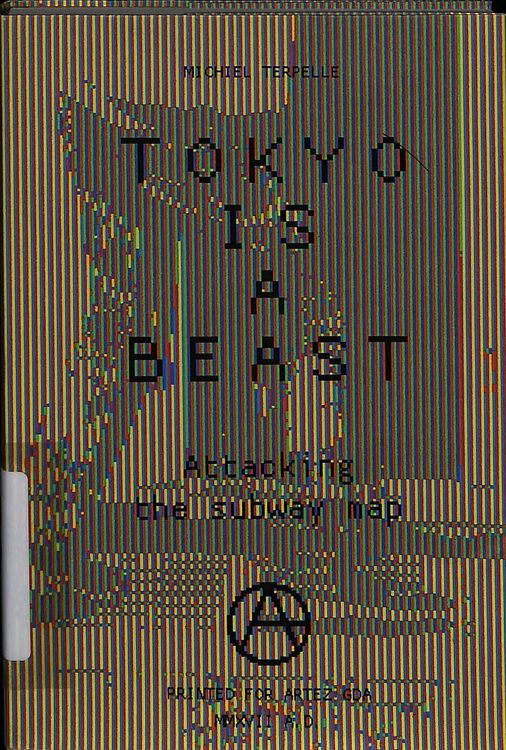 MICHIEL TERPELLE
TOKYO
IS
A
BEAST
Attacking
the subway map
PRINTED FOR ARTEZ GDA
MMXVII A.D.